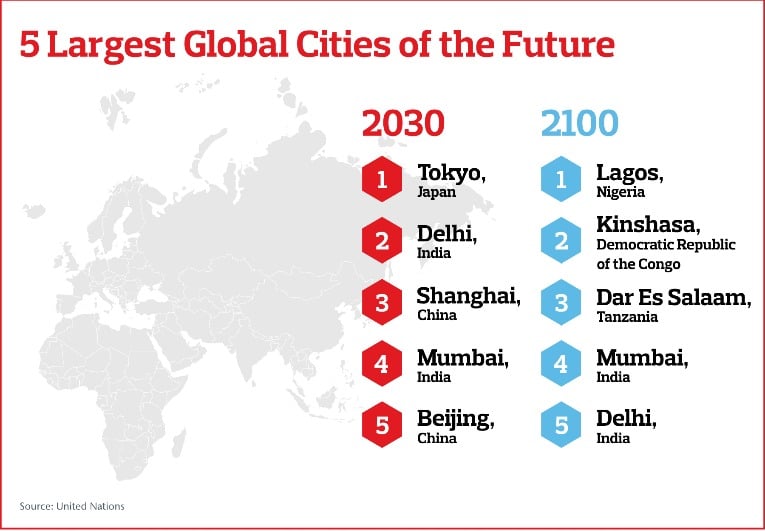 5 Largest Global Cities of the Future
2030
1
Tokyo,
Japan
2
Delhi,
India
3
Shanghai,
China
4
Mumbai,
India
5
Beijing,
China
2100
1
Lagos,
Nigeria
2
Kinshasa,
Democratic Republic
of the Congo
3
Dar Es Salaam,
Tanzania
4
Mumbai,
India
5
Delhi,
India
Source: United Nations